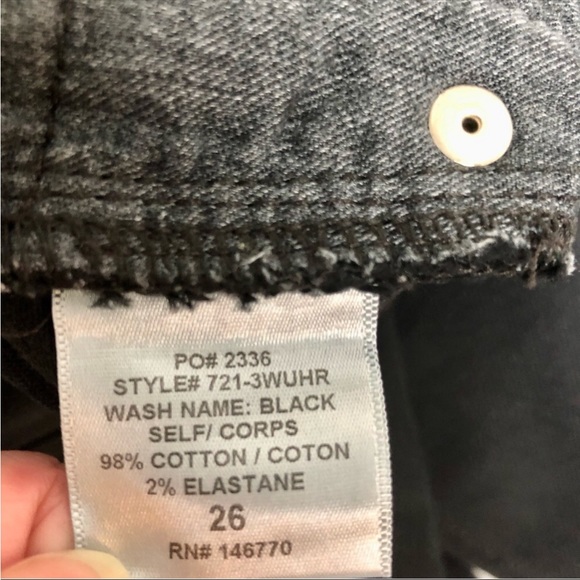 PO# 2336
STYLE# 721-3WUHR
WASH NAME: BLACK
SELF/ CORPS
98% COTTON / COTON
2% ELASTANE
26
RN# 146770